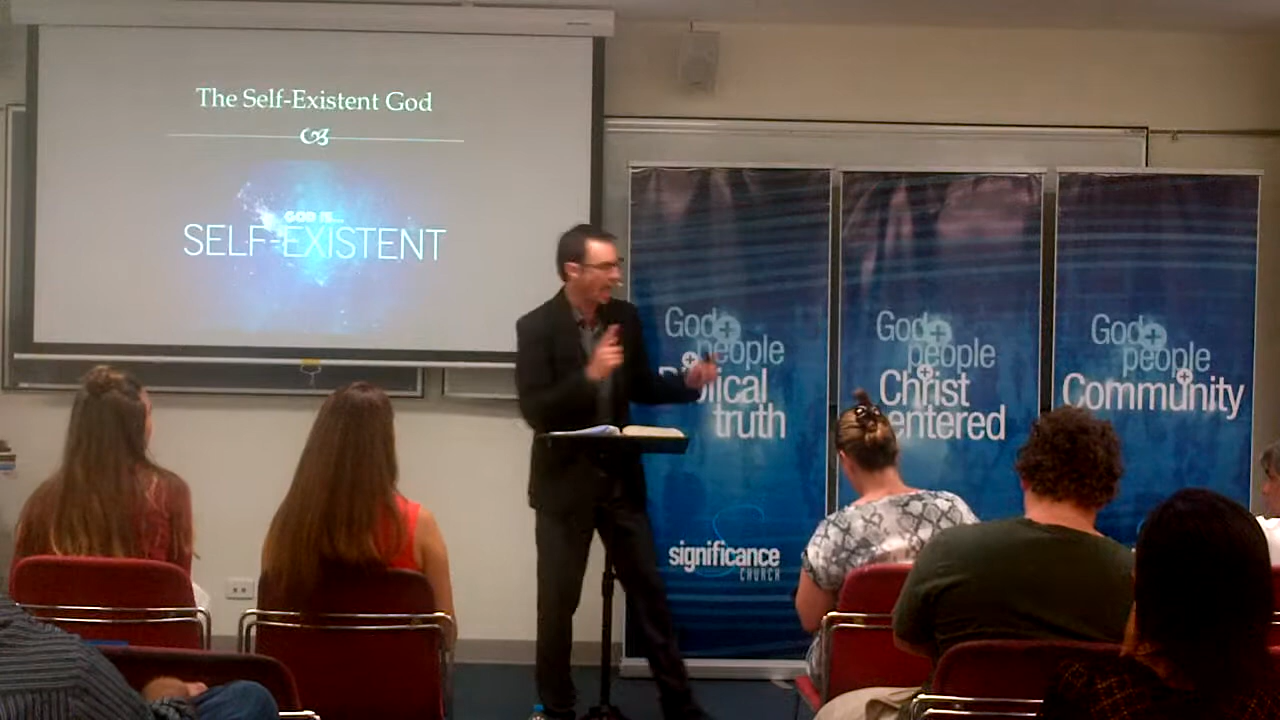 The Self-Existent God
GOD IS...
SELF-EXISTENT
God +
people
+
Biblical
truth
significance
CHURCH
God +
people
+
Christ
entered
God +
people
+
Community